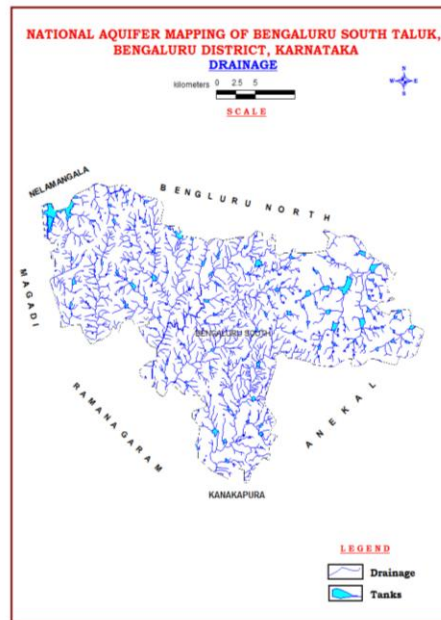 NATIONAL AQUIFER MAPPING OF BENGALURU SOUTH TALUK,
BENGALURU DISTRICT, KARNATAKA
DRAINAGE
N
kilometers 0 2.5 5
W E
S
SCALE
NELAMANGALA
BENGLURU NORTH
MAGADI
BENGALURU SOUTH
RAMANAGARAM
ANEKAL
KANAKAPURA
LEGEND
Drainage
Tanks